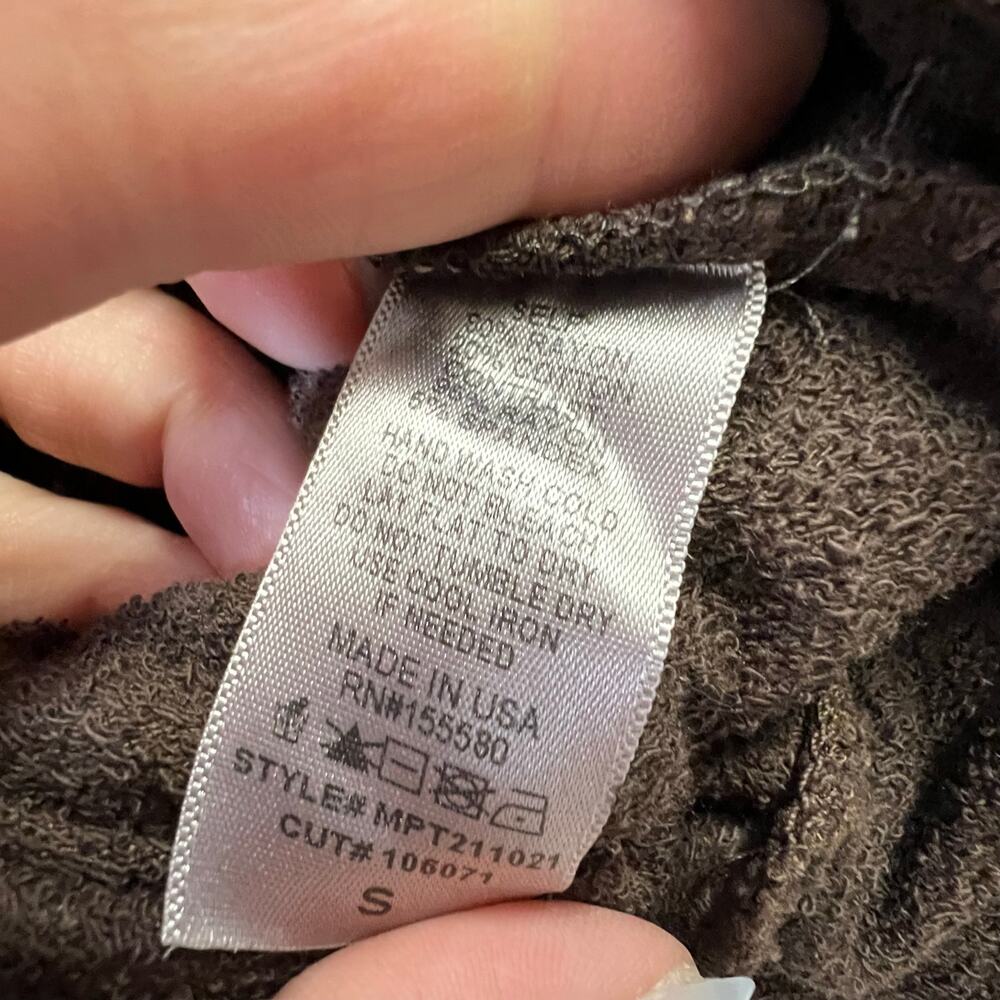 SELF
RAYON
HAND WASH COLD
DO NOT BLEACH
LAY FLAT TO DRY
DO NOT TUMBLE DRY
USE COOL IRON
IF NEEDED
MADE IN USA
RN#155580
STYLE# MPT211021
CUT# 106071
S